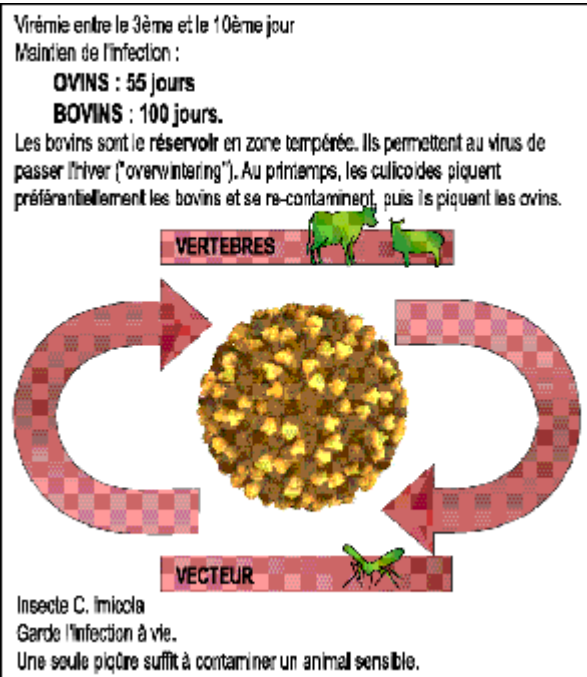 Virémie entre le 3ème et le 10ème jour
Maintien de l'infection :
OVINS : 55 jours
BOVINS : 100 jours.
Les bovins sont le réservoir en zone tempérée. Ils permettent au virus de
passer l'hiver ("overwintering"). Au printemps, les culicoides piquent
préférentiellement les bovins et se re-contaminent, puis ils piquent les ovins.
VERTEBRES
VECTEUR
Insecte C. imicola
Garde l'infection à vie.
Une seule piqûre suffit à contaminer un animal sensible.